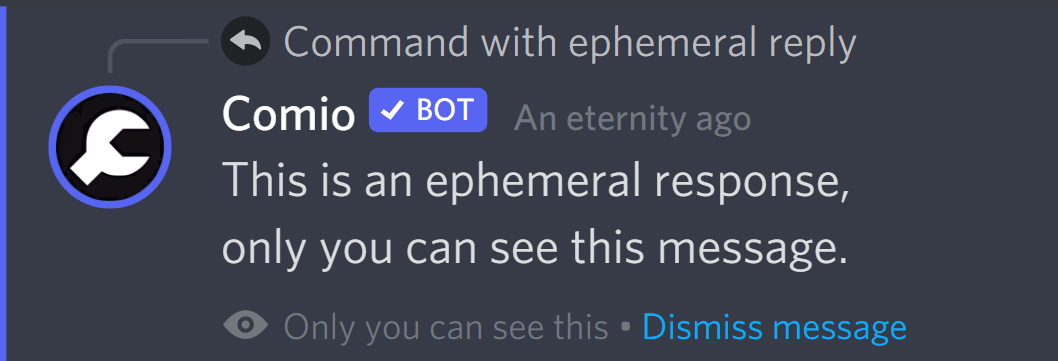 Command with ephemeral reply
Comio ✓ BOT An eternity ago
This is an ephemeral response,
only you can see this message.
Only you can see this • Dismiss message